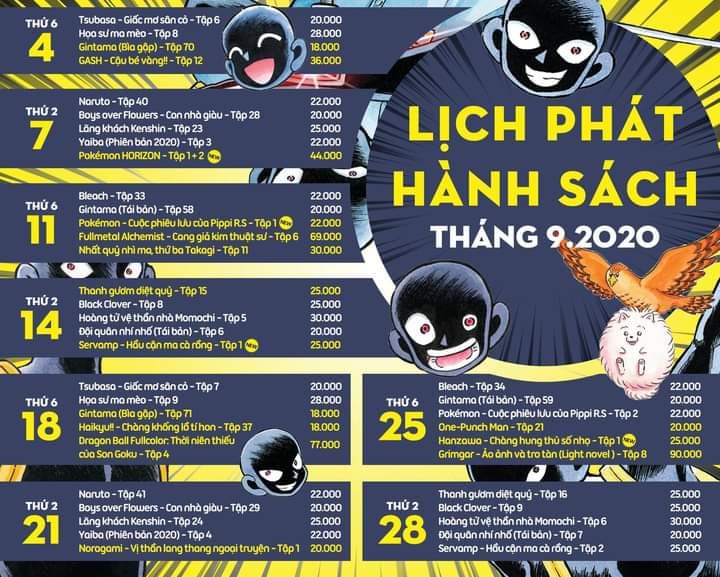 LỊCH PHÁT
HÀNH SÁCH
THÁNG 9.2020
THỨ 6
4
Tsubasa - Giấc mơ sân cỏ - Tập 6 20.000
Họa sư ma mèo - Tập 8 28.000
Gintama (Bìa gập) - Tập 70 18.000
GASH - Cậu bé vàng!! - Tập 12 36.000
THỨ 2
7
Naruto - Tập 40 22.000
Boys over Flowers - Con nhà giàu - Tập 28 20.000
Lãng khách Kenshin - Tập 23 25.000
Yaiba (Phiên bản 2020) - Tập 3 22.000
Pokémon HORIZON - Tập 1 + 2 New 44.000
THỨ 6
11
Bleach - Tập 33 22.000
Gintama (Tái bản) - Tập 58 20.000
Pokémon - Cuộc phiêu lưu của Pippi R.S - Tập 1 New 22.000
Fullmetal Alchemist - Cang giả kim thuật sư - Tập 6 69.000
Nhất quỷ nhì ma, thứ ba Takagi - Tập 11 30.000
THỨ 2
14
Thanh gươm diệt quỷ - Tập 15 25.000
Black Clover - Tập 8 25.000
Hoàng tử vệ thần nhà Momochi - Tập 5 30.000
Đội quân nhí nhố (Tái bản) - Tập 6 20.000
Servamp - Hầu cận ma cà rồng - Tập 1 New 25.000
THỨ 6
18
Tsubasa - Giấc mơ sân cỏ - Tập 7 20.000
Họa sư ma mèo - Tập 9 28.000
Gintama (Bìa gập) - Tập 71 18.000
Haikyu!! - Chàng khổng lồ tí hon - Tập 37 18.000
Dragon Ball Fullcolor: Thời niên thiếu
của Son Goku - Tập 4 77.000
THỨ 2
21
Naruto - Tập 41 22.000
Boys over Flowers - Con nhà giàu - Tập 29 20.000
Lãng khách Kenshin - Tập 24 25.000
Yaiba (Phiên bản 2020) - Tập 4 22.000
Noragami - Vị thần lang thang ngoại truyện - Tập 1 20.000
THỨ 6
25
Bleach - Tập 34 22.000
Gintama (Tái bản) - Tập 59 20.000
Pokémon - Cuộc phiêu lưu của Pippi R.S - Tập 2 22.000
One-Punch Man - Tập 21 20.000
Hanzawa - Chàng hung thủ số nhọ - Tập 1 New 25.000
Grimgar - Ảo ảnh và tro tàn (Light novel ) - Tập 8 90.000
THỨ 2
28
Thanh gươm diệt quỷ - Tập 16 25.000
Black Clover - Tập 9 25.000
Hoàng tử vệ thần nhà Momochi - Tập 6 30.000
Đội quân nhí nhố (Tái bản) - Tập 7 20.000
Servamp - Hầu cận ma cà rồng - Tập 2 25.000